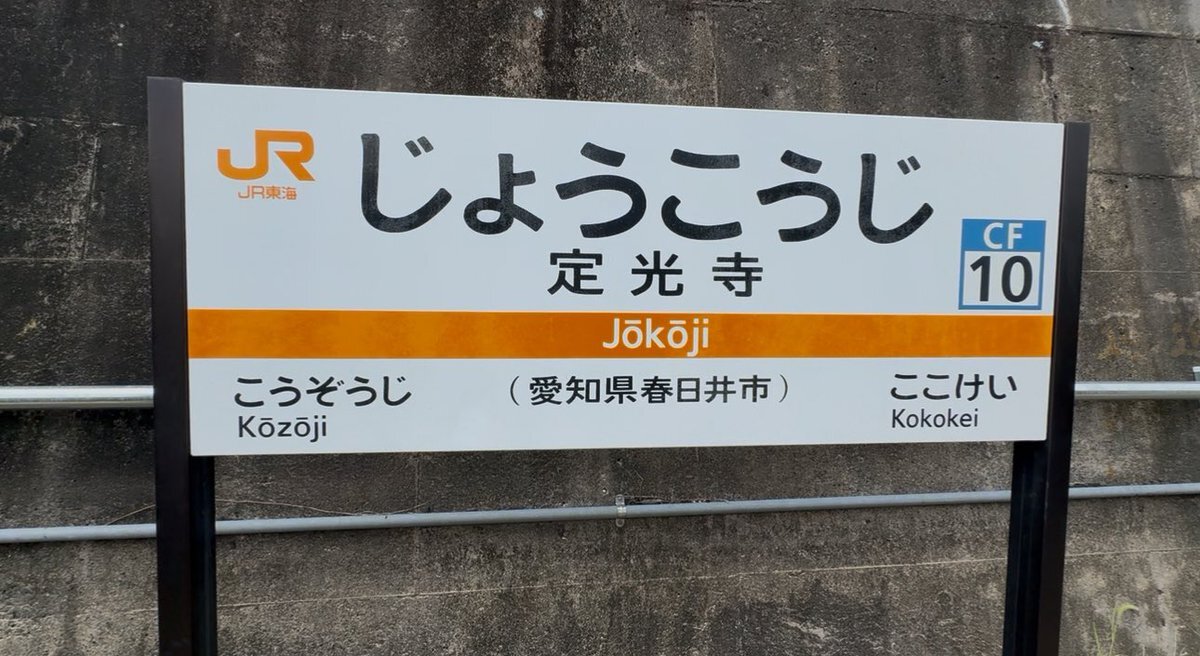 JR
JR東海
じょうこうじ
定光寺
CF
10
Jōkōji
こうぞうじ
Kōzōji
(愛知県春日井市)
ここけい
Kokokei